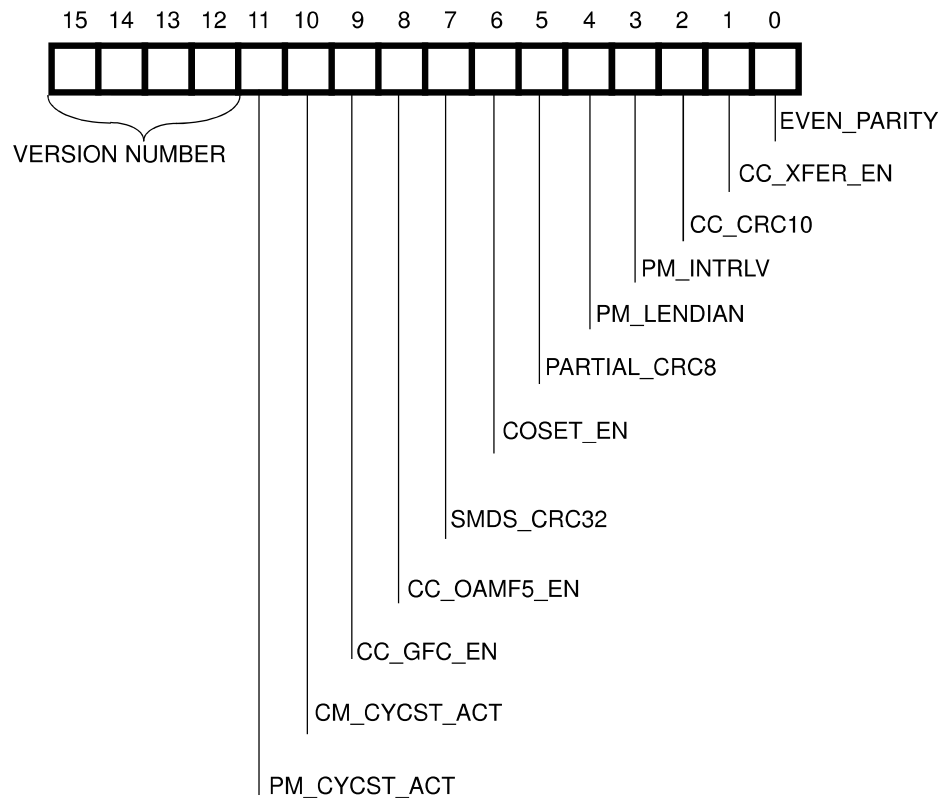 15 14 13 12 11 10 9 8 7 6 5 4 3 2 1 0
EVEN_PARITY
VERSION NUMBER
CC_XFER_EN
CC_CRC10
PM_INTRLV
PM_LENDIAN
PARTIAL_CRC8
COSET_EN
SMDS_CRC32
CC_OAMF5_EN
CC_GFC_EN
CM_CYCST_ACT
PM_CYCST_ACT